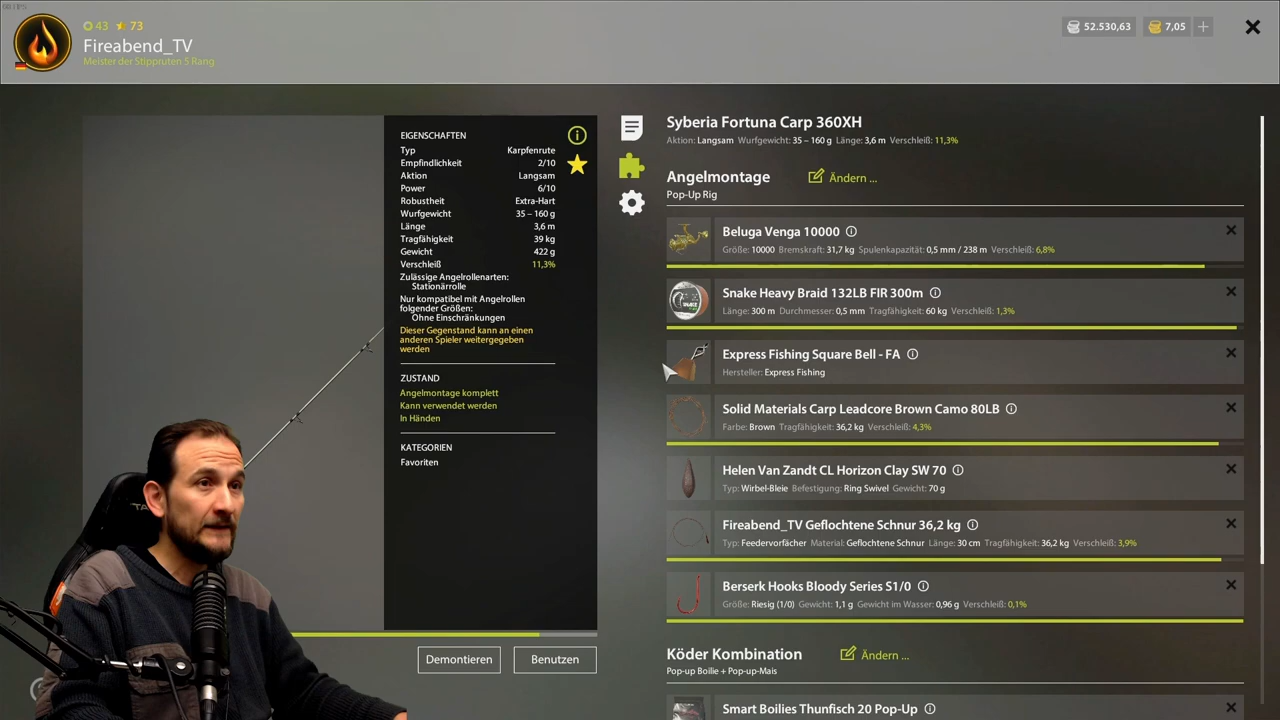 43 73
Fireabend_TV
Meister der Stippruten 5 Rang
52.530,63
7,05
EIGENSCHAFTEN
Typ Karpfenrute
Empfindlichkeit 2/10
Aktion Langsam
Power 6/10
Robustheit Extra-Hart
Wurfgewicht 35 – 160 g
Länge 3,6 m
Tragfähigkeit 39 kg
Gewicht 422 g
Verschleiß 11,3%
Zulässige Angelrollenarten:
Stationärrolle
Nur kompatibel mit Angelrollen
folgender Größen:
Ohne Einschränkungen
Dieser Gegenstand kann an einen
anderen Spieler weitergegeben
werden
ZUSTAND
Angelmontage komplett
Kann verwendet werden
In Händen
KATEGORIEN
Favoriten
Demontieren
Benutzen
Syberia Fortuna Carp 360XH
Aktion: Langsam Wurfgewicht: 35 – 160 g Länge: 3,6 m Verschleiß: 11,3%
Angelmontage Ändern ...
Pop-Up Rig
Beluga Venga 10000
Größe: 10000 Bremskraft: 31,7 kg Spulenkapazität: 0,5 mm / 238 m Verschleiß: 6,8%
Snake Heavy Braid 132LB FIR 300m
Länge: 300 m Durchmesser: 0,5 mm Tragfähigkeit: 60 kg Verschleiß: 1,3%
Express Fishing Square Bell - FA
Hersteller: Express Fishing
Solid Materials Carp Leadcore Brown Camo 80LB
Farbe: Brown Tragfähigkeit: 36,2 kg Verschleiß: 4,3%
Helen Van Zandt CL Horizon Clay SW 70
Typ: Wirbel-Bleie Befestigung: Ring Swivel Gewicht: 70 g
Fireabend_TV Geflochtene Schnur 36,2 kg
Typ: Feedervorfächer Material: Geflochtene Schnur Länge: 30 cm Tragfähigkeit: 36,2 kg Verschleiß: 3,9%
Berserk Hooks Bloody Series S1/0
Größe: Riesig (1/0) Gewicht: 1,1 g Gewicht im Wasser: 0,96 g Verschleiß: 0,1%
Köder Kombination Ändern ...
Pop-up Boilie + Pop-up-Mais
Smart Boilies Thunfisch 20 Pop-Up